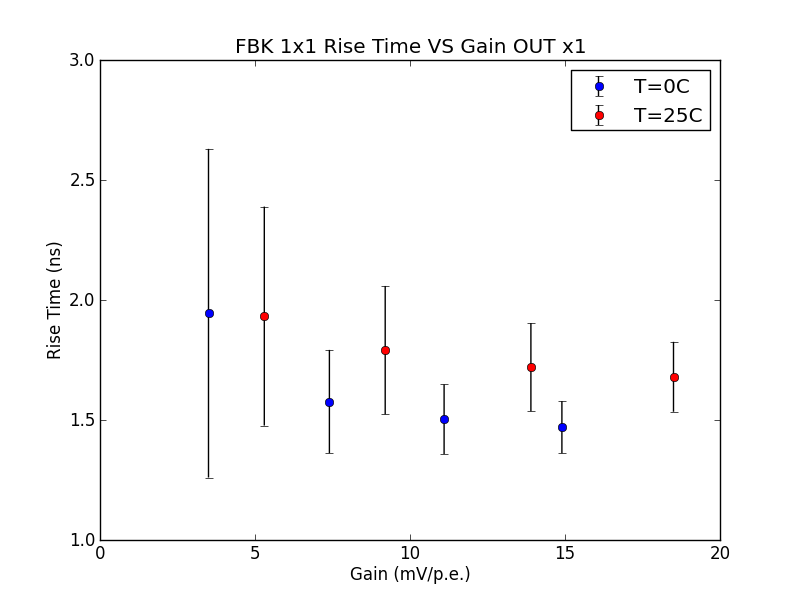 FBK 1x1 Rise Time VS Gain OUT x1
T=0C
T=25C
3.0
2.5
2.0
1.5
1.0
Rise Time (ns)
0 5 10 15 20
Gain (mV/p.e.)